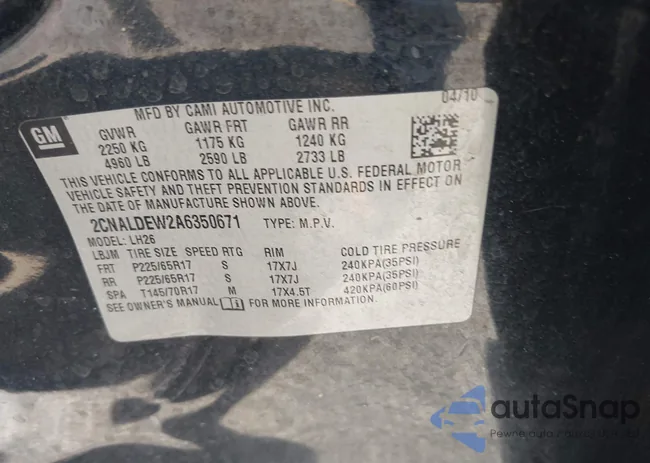 MFD BY CAMI AUTOMOTIVE INC. 04/10
GM
GVWR GAWR FRT GAWR RR
2250 KG 1175 KG 1240 KG
4960 LB 2590 LB 2733 LB
THIS VEHICLE CONFORMS TO ALL APPLICABLE U.S. FEDERAL MOTOR
VEHICLE SAFETY AND THEFT PREVENTION STANDARDS IN EFFECT ON
THE DATE OF MANUFACTURE SHOWN ABOVE.
2CNALDEW2A6350671 TYPE: M.P.V.
MODEL: LH26
LBJM TIRE SIZE SPEED RTG RIM COLD TIRE PRESSURE
FRT P225/65R17 S 17X7J 240KPA(35PSI)
RR P225/65R17 S 17X7J 240KPA(35PSI)
SPA T145/70R17 M 17X4.5T 420KPA(60PSI)
SEE OWNER'S MANUAL FOR MORE INFORMATION.
autaSnap
Pewne auta z Ameryki